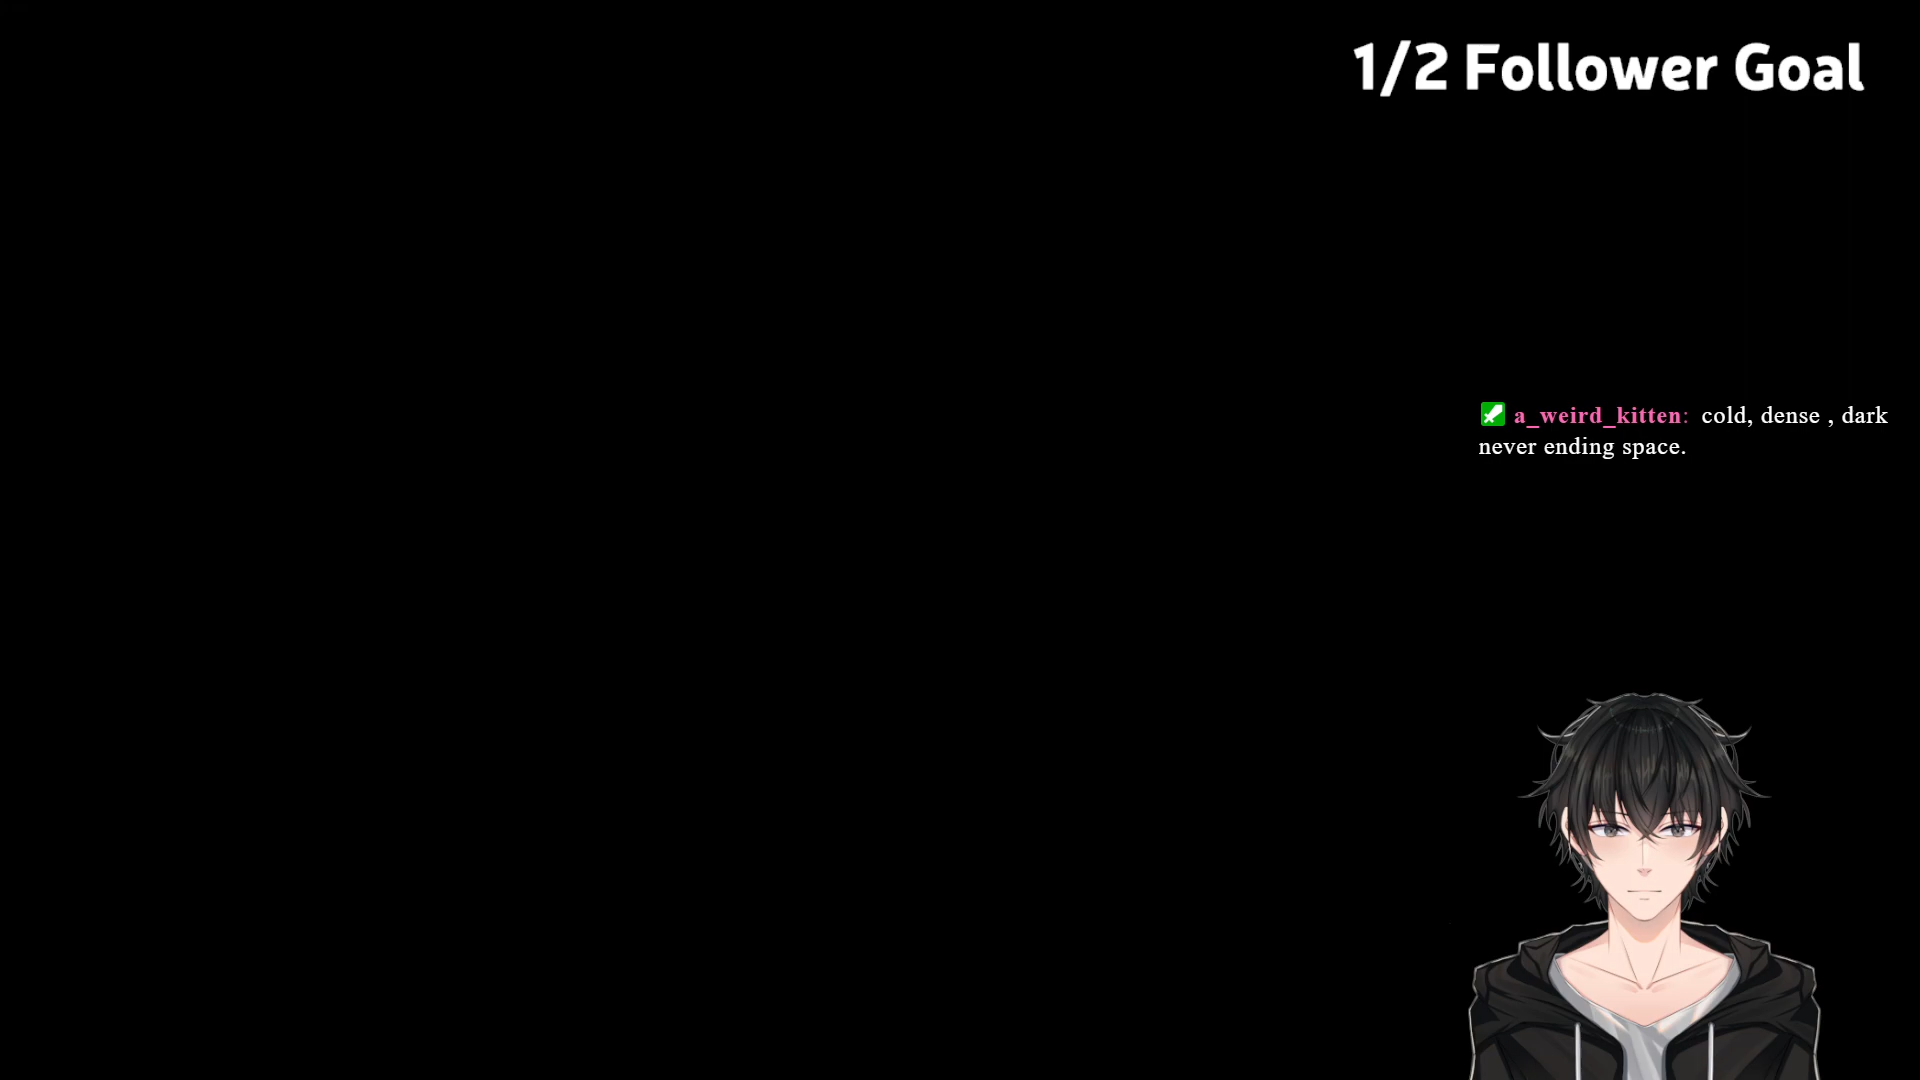 1/2 Follower Goal
a_weird_kitten: cold, dense , dark
never ending space.